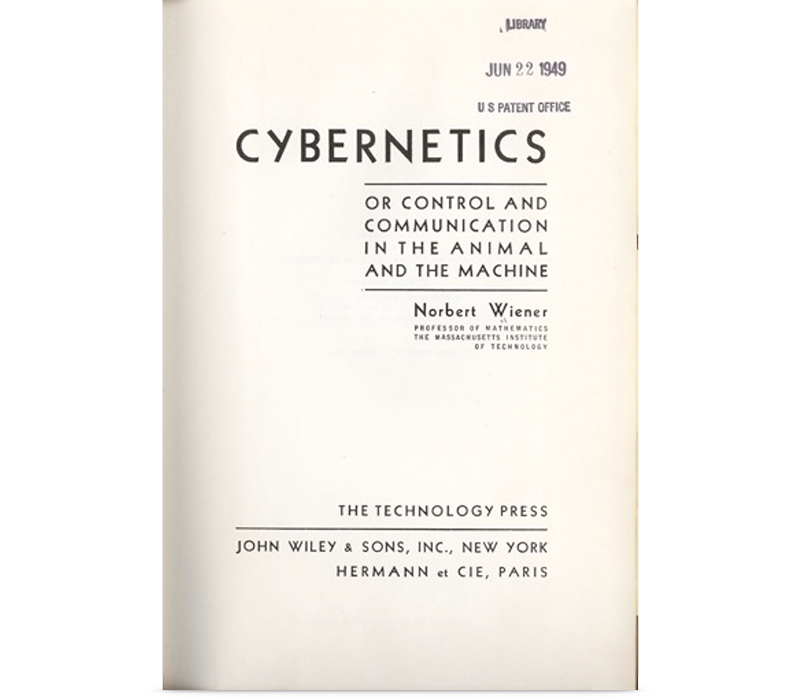 LIBRARY
JUN 22 1949
U S PATENT OFFICE
CYBERNETICS
OR CONTROL AND
COMMUNICATION
IN THE ANIMAL
AND THE MACHINE
Norbert Wiener
PROFESSOR OF MATHEMATICS
THE MASSACHUSETTS INSTITUTE
OF TECHNOLOGY
THE TECHNOLOGY PRESS
JOHN WILEY & SONS, INC., NEW YORK
HERMANN et CIE, PARIS